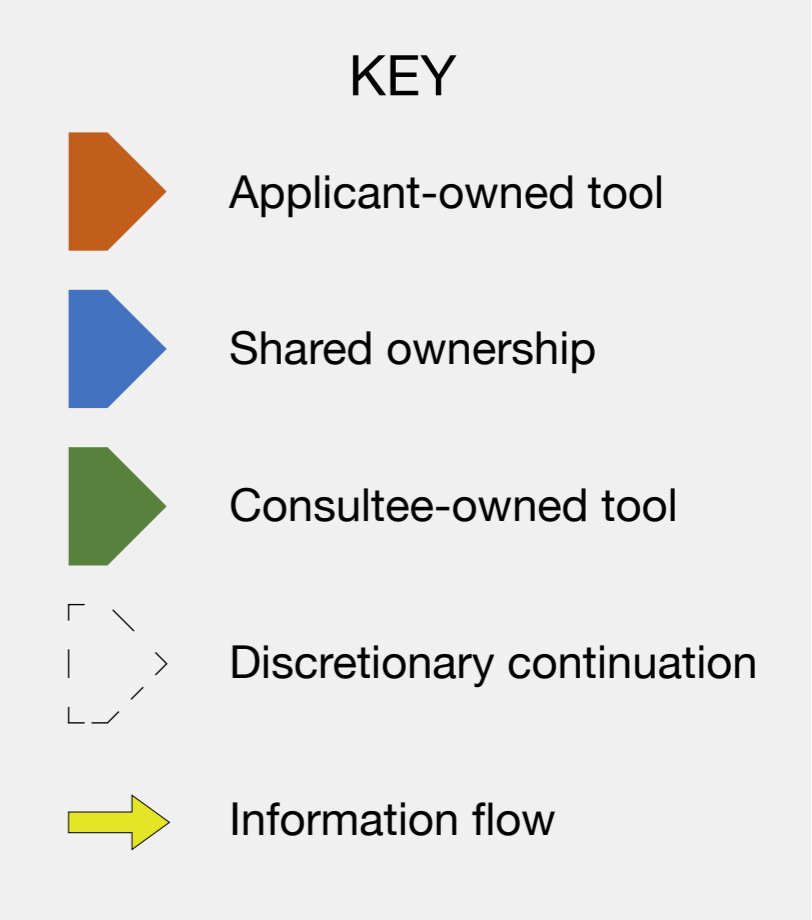 KEY
Applicant-owned tool
Shared ownership
Consultee-owned tool
Discretionary continuation
Information flow